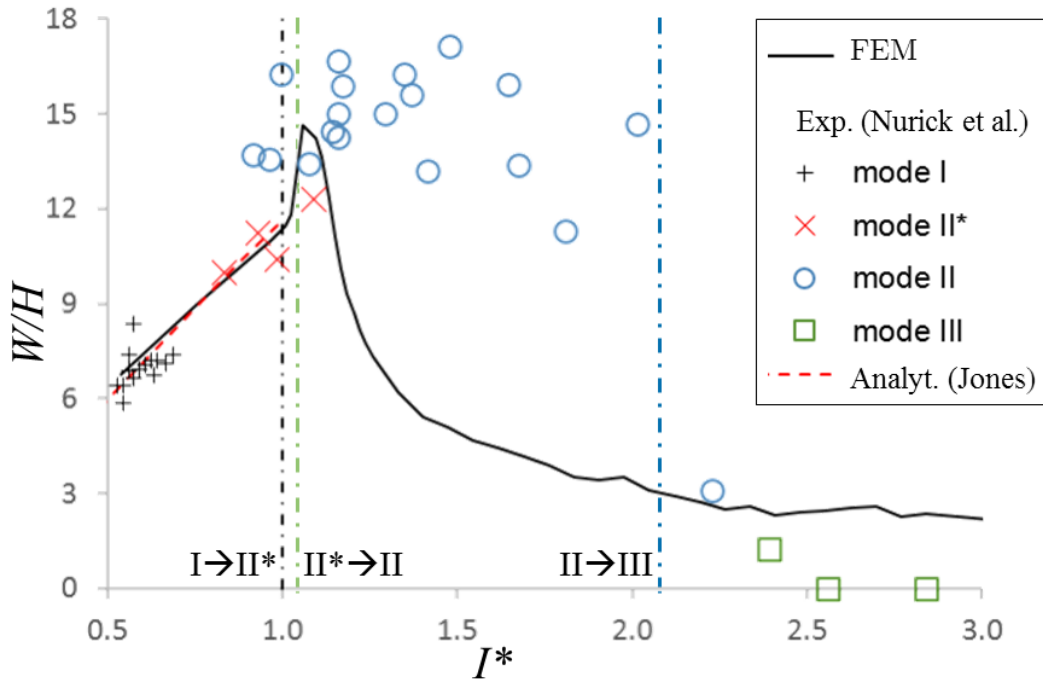 18
15
12
9
6
3
0
W/H
0.5
1.0
1.5
2.0
2.5
3.0
I*
I→II*
II*→II
II→III
FEM
Exp. (Nurick et al.)
mode I
mode II*
mode II
mode III
Analyt. (Jones)